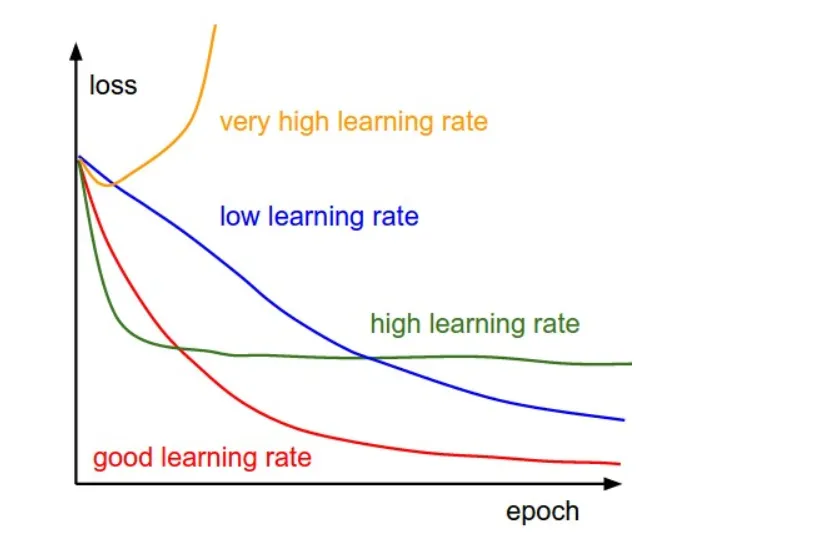 loss
very high learning rate
low learning rate
high learning rate
good learning rate
epoch